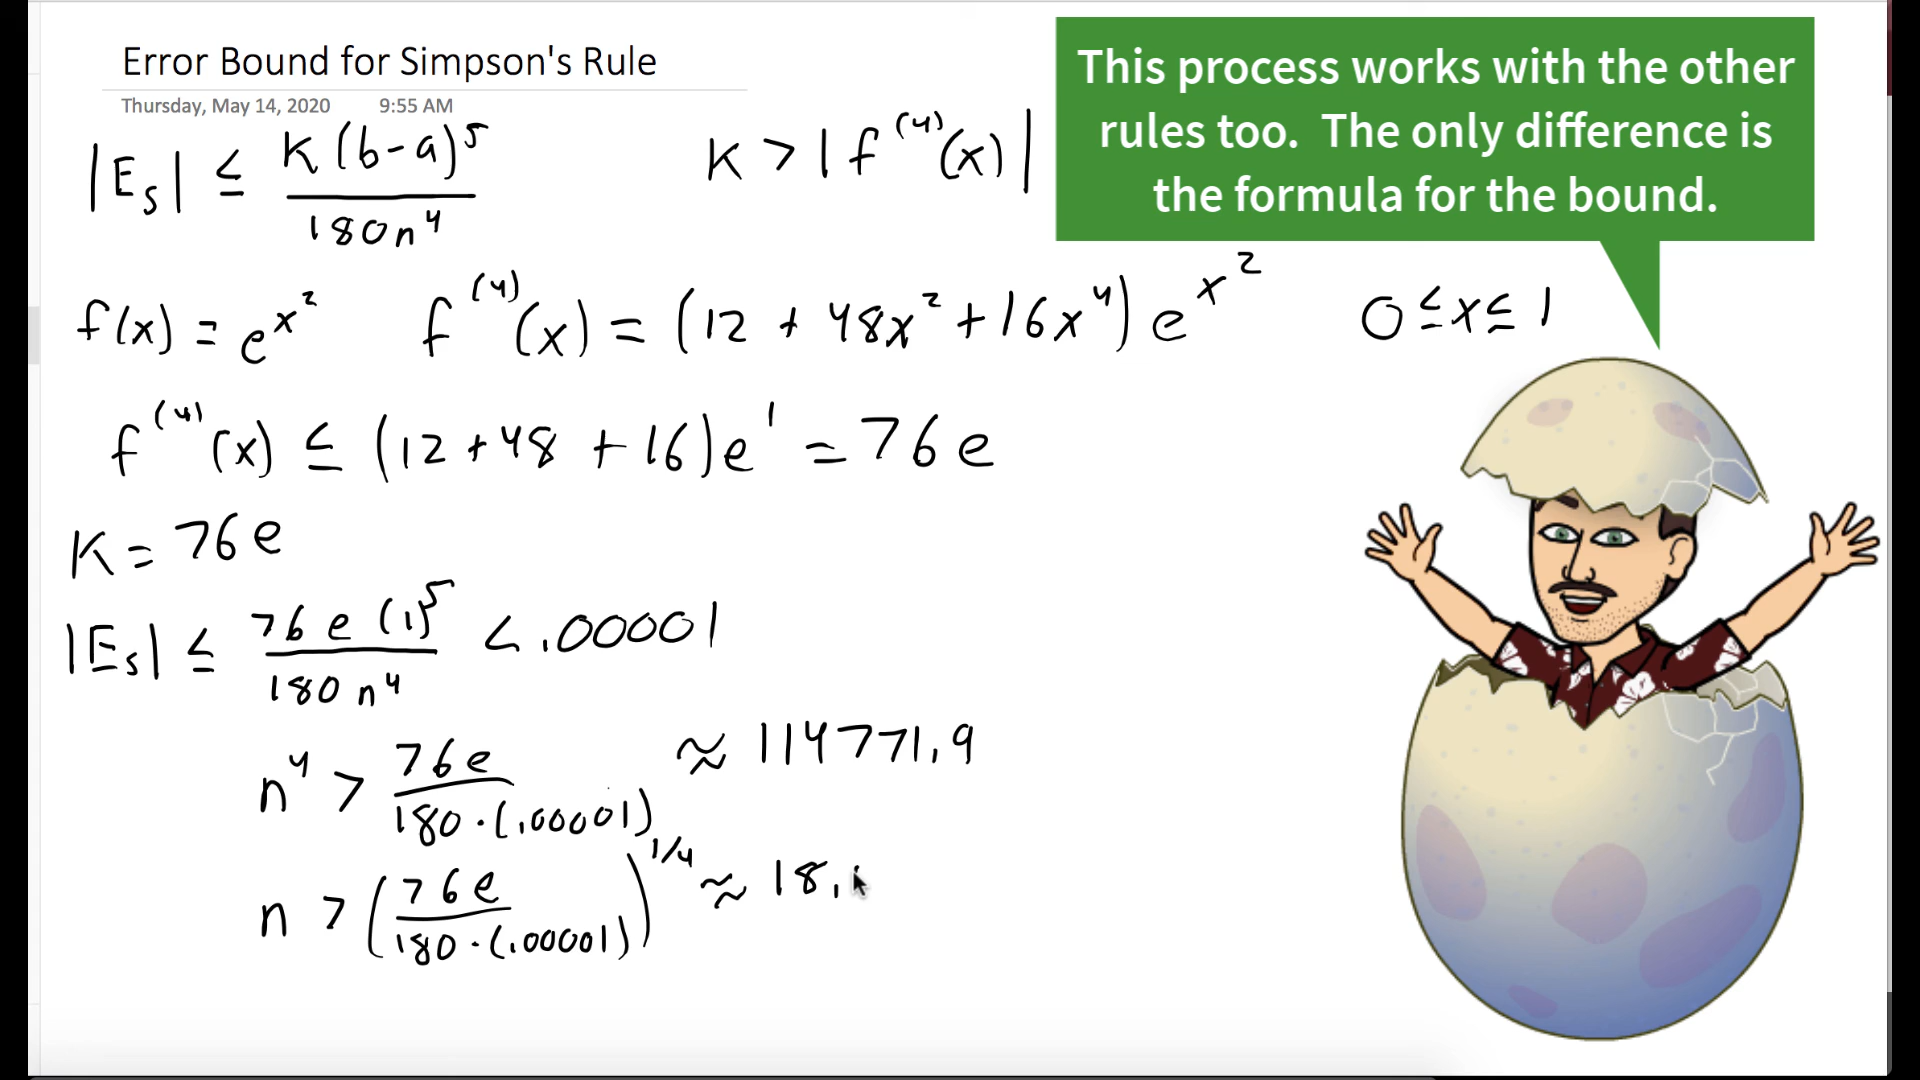 Error Bound for Simpson's Rule
Thursday, May 14, 2020 9:55 AM
This process works with the other
rules too. The only difference is
the formula for the bound.
|E_s| ≤ K(b-a)^5 / 180n^4 K > |f^(4)(x)|
f(x) = e^x^2 f^(4)(x) = (12 + 48x^2 + 16x^4) e^x^2 0 ≤ x ≤ 1
f^(4)(x) ≤ (12 + 48 + 16)e^1 = 76e
K = 76e
|E_s| ≤ 76e(1)^5 / 180n^4 < .00001
n^4 > 76e / 180·(.00001) ≈ 114771.9
n > (76e / 180·(.00001))^1/4 ≈ 18.